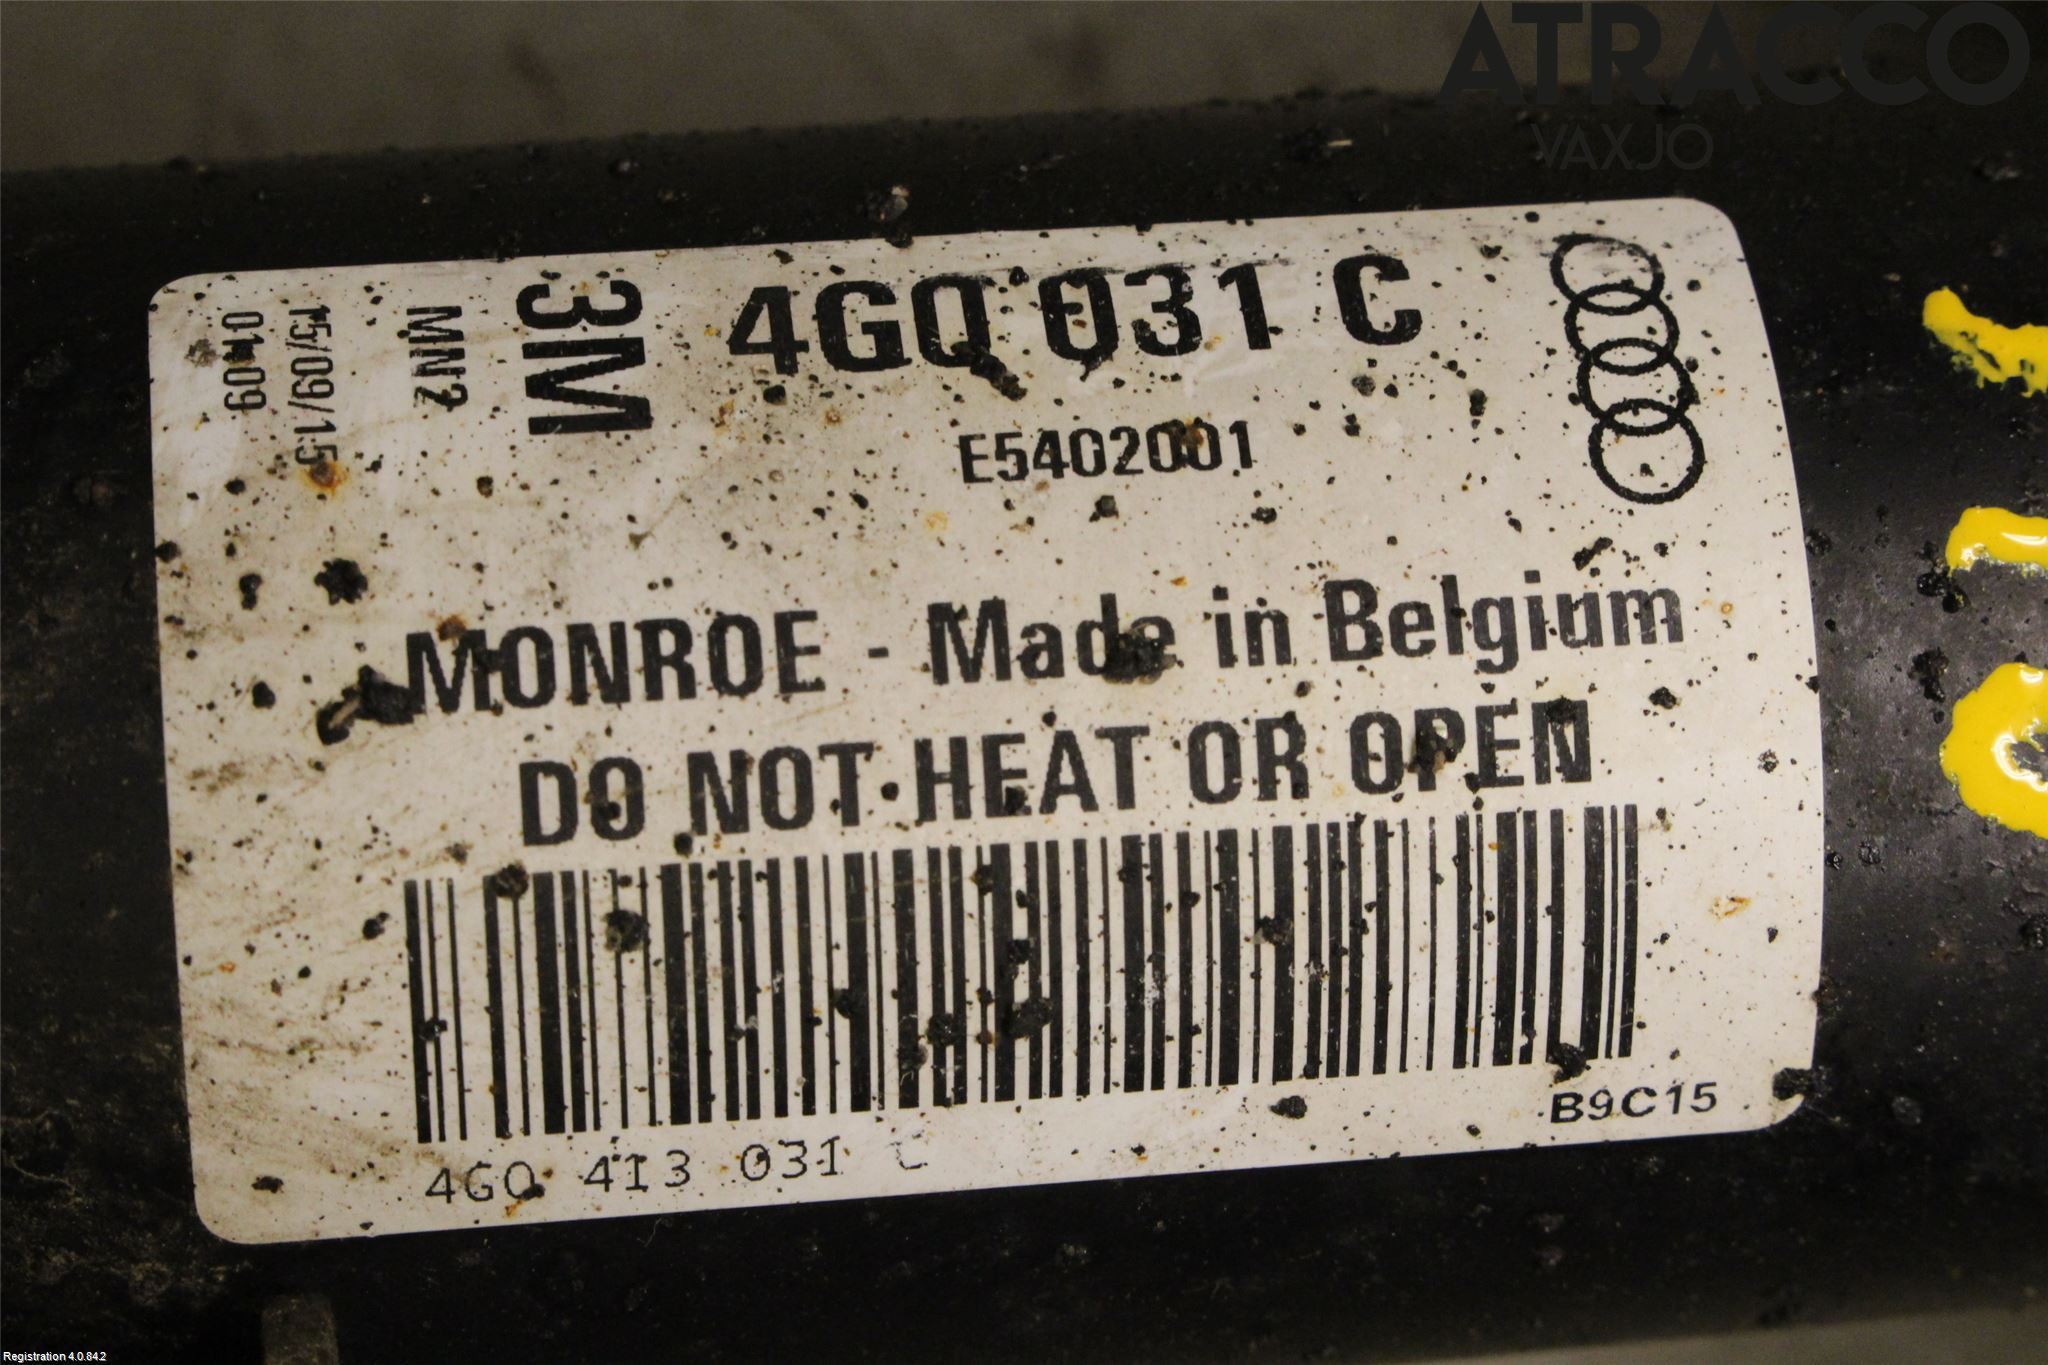 ATRACCO
VAXJO
3M
4G0 031 C
MN2
15/09/15
01:09
E5402001
MONROE - Made in Belgium
DO NOT HEAT OR OPEN
B9C15
4G0 413 031 C
Registration 4.0.84.2